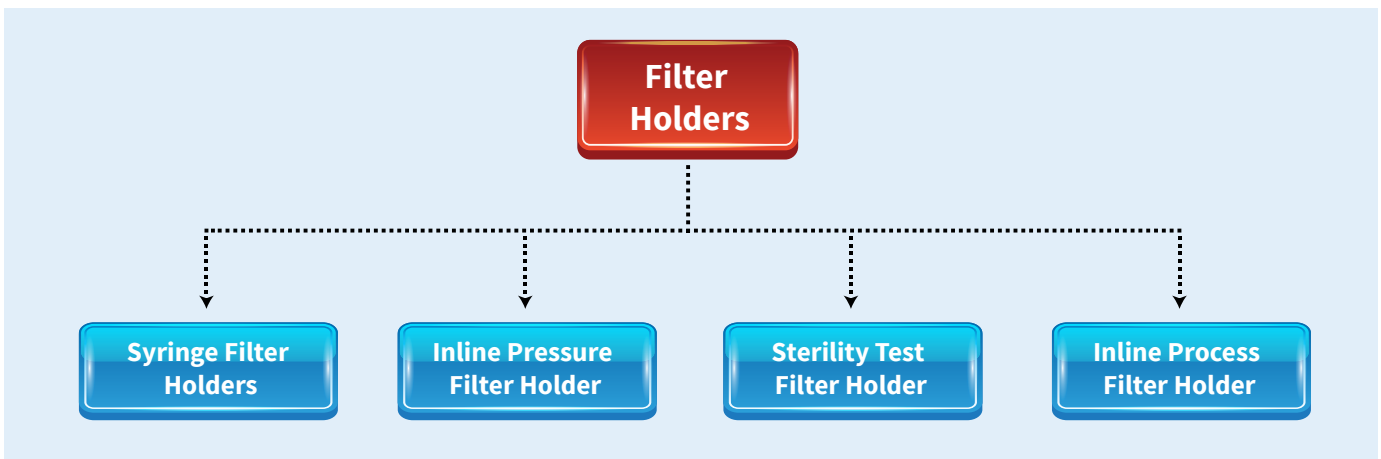 Filter
Holders
Syringe Filter
Holders
Inline Pressure
Filter Holder
Sterility Test
Filter Holder
Inline Process
Filter Holder